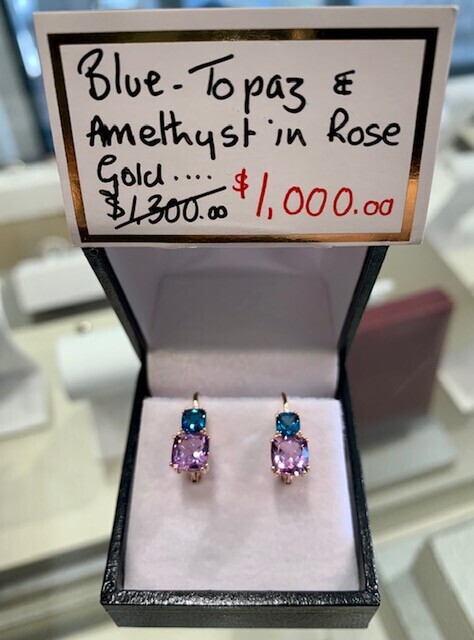 Blue-Topaz &
Amethyst in Rose
Gold....
$1,300.00 $1,000.00